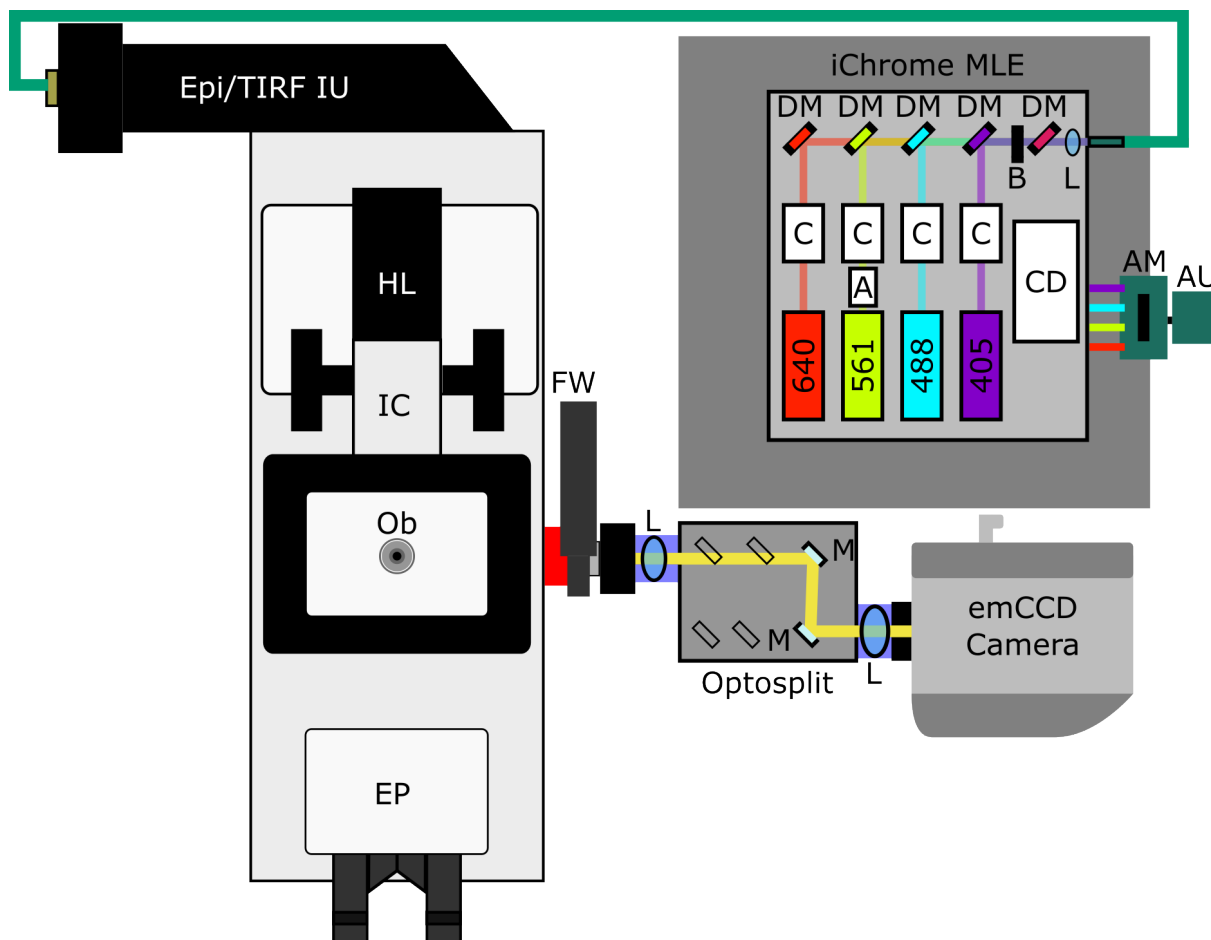 iChrome MLE
Epi/TIRF IU
DM DM DM DM DM
B L
C C C C
A
CD
AM
AU
640 561 488 405
HL
IC
FW
Ob
L
M
M
L
Optosplit
emCCD
Camera
EP